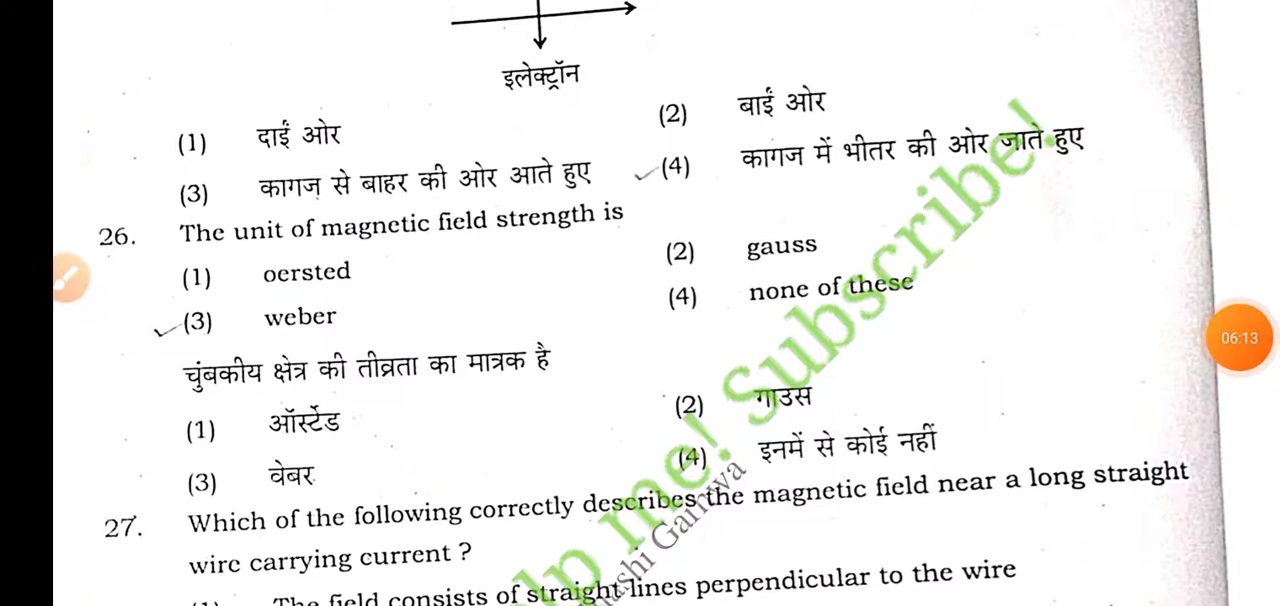 इलेक्ट्रॉन
(1) दाईं ओर (2) बाईं ओर
(3) कागज़ से बाहर की ओर आते हुए (4) कागज में भीतर की ओर जाते हुए
26. The unit of magnetic field strength is
(1) oersted (2) gauss
(3) weber (4) none of these
चुंबकीय क्षेत्र की तीव्रता का मात्रक है
(1) ऑर्स्टेड (2) गाउस
(3) वेबर (4) इनमें से कोई नहीं
27. Which of the following correctly describes the magnetic field near a long straight
wire carrying current ?
(1) The field consists of straight lines perpendicular to the wire
me! Subscribe!
06:13